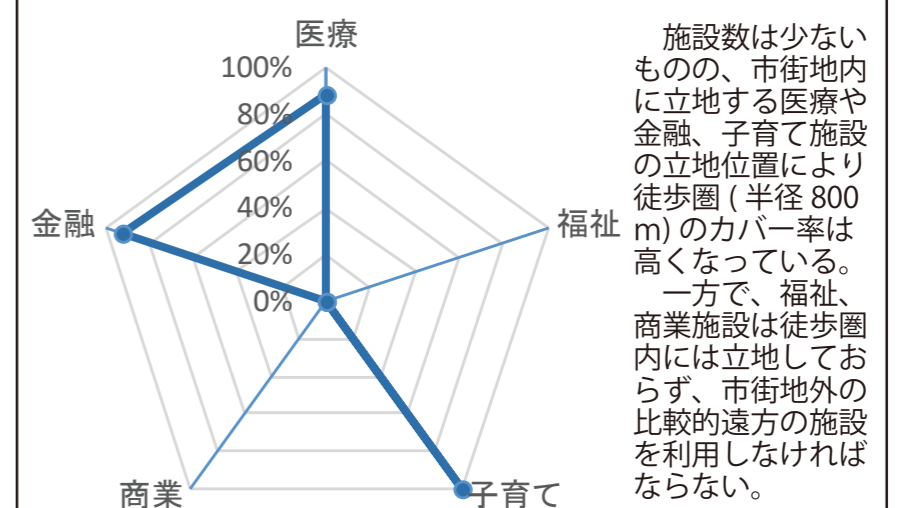 医療
100%
80%
60%
40%
20%
0%
金融
福祉
商業
子育て
　施設数は少ない
ものの、市街地内
に立地する医療や
金融、子育て施設
の立地位置により
徒歩圏 ( 半径 800
m) のカバー率は
高くなっている。
　一方で、福祉、
商業施設は徒歩圏
内には立地してお
らず、市街地外の
比較的遠方の施設
を利用しなければ
ならない。